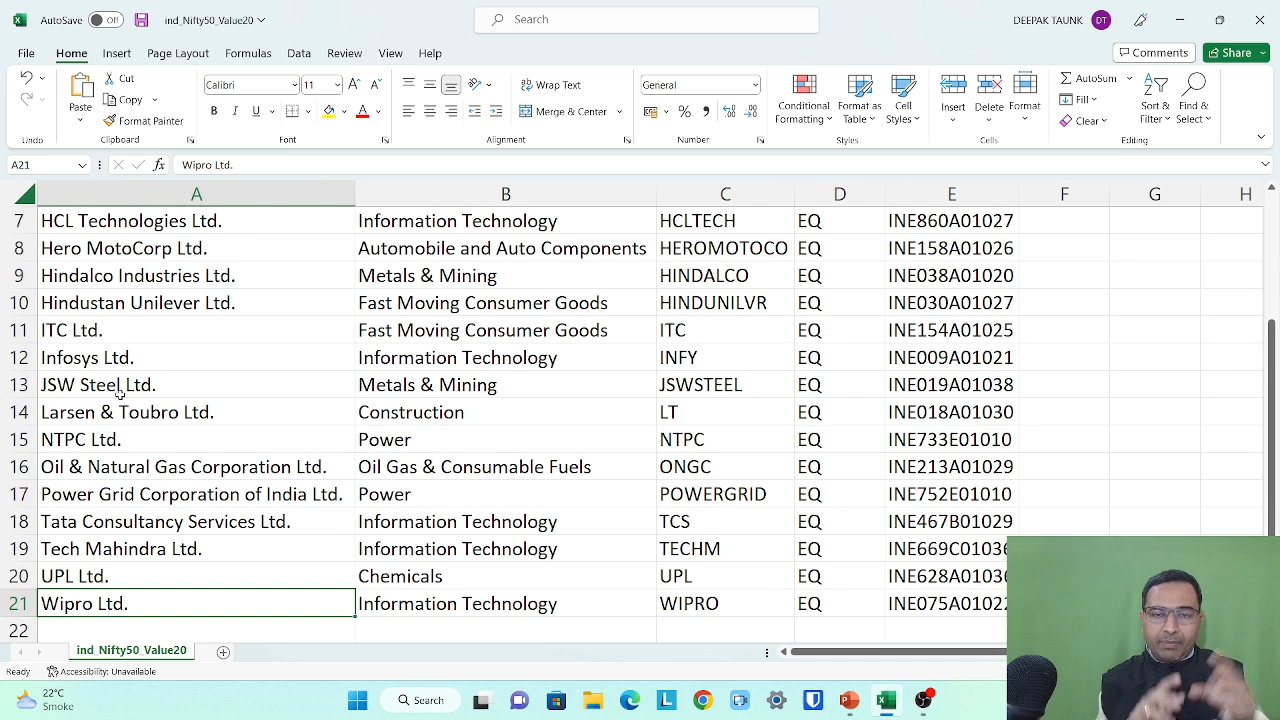 AutoSave Off ind_Nifty50_Value20 Search DEEPAK TAUNK DT
File Home Insert Page Layout Formulas Data Review View Help Comments Share
Undo
Paste Cut Copy Format Painter Clipboard
Calibri 11 A A B I U A Font
Wrap Text Merge & Center Alignment
General % , Number
Conditional Formatting Format as Table Cell Styles Styles
Insert Delete Format Cells
AutoSum Fill Clear Sort & Filter Find & Select Editing
A21 fx Wipro Ltd.
A B C D E F G H
7 HCL Technologies Ltd. Information Technology HCLTECH EQ INE860A01027
8 Hero MotoCorp Ltd. Automobile and Auto Components HEROMOTOCO EQ INE158A01026
9 Hindalco Industries Ltd. Metals & Mining HINDALCO EQ INE038A01020
10 Hindustan Unilever Ltd. Fast Moving Consumer Goods HINDUNILVR EQ INE030A01027
11 ITC Ltd. Fast Moving Consumer Goods ITC EQ INE154A01025
12 Infosys Ltd. Information Technology INFY EQ INE009A01021
13 JSW Steel Ltd. Metals & Mining JSWSTEEL EQ INE019A01038
14 Larsen & Toubro Ltd. Construction LT EQ INE018A01030
15 NTPC Ltd. Power NTPC EQ INE733E01010
16 Oil & Natural Gas Corporation Ltd. Oil Gas & Consumable Fuels ONGC EQ INE213A01029
17 Power Grid Corporation of India Ltd. Power POWERGRID EQ INE752E01010
18 Tata Consultancy Services Ltd. Information Technology TCS EQ INE467B01029
19 Tech Mahindra Ltd. Information Technology TECHM EQ INE669C01036
20 UPL Ltd. Chemicals UPL EQ INE628A01036
21 Wipro Ltd. Information Technology WIPRO EQ INE075A01022
22
ind_Nifty50_Value20
Ready Accessibility: Unavailable
22°C Smoke Search